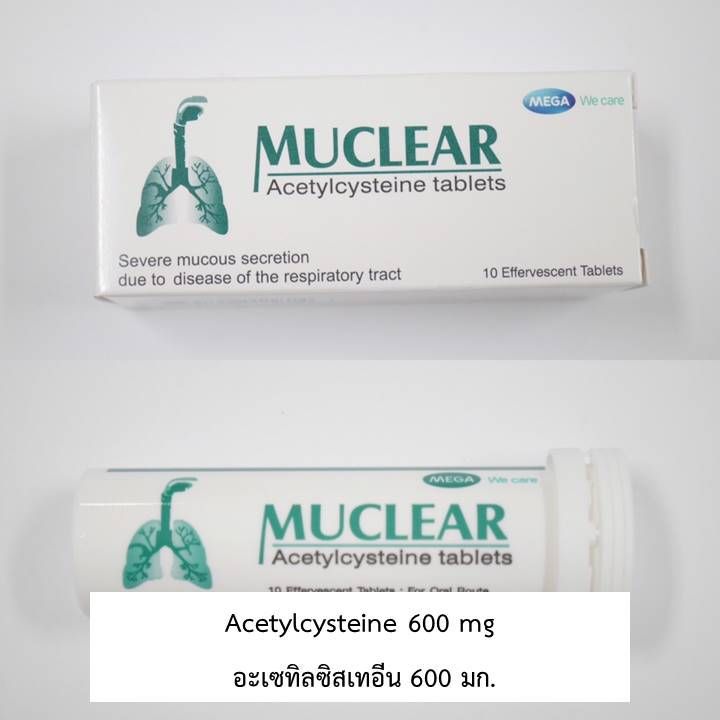 MEGA We care
MUCLEAR
Acetylcysteine tablets
Severe mucous secretion
due to disease of the respiratory tract
10 Effervescent Tablets
MEGA We care
MUCLEAR
Acetylcysteine tablets
10 Effervescent Tablets : For Oral Route
Acetylcysteine 600 mg
อะเซทิลซิสเทอีน 600 มก.